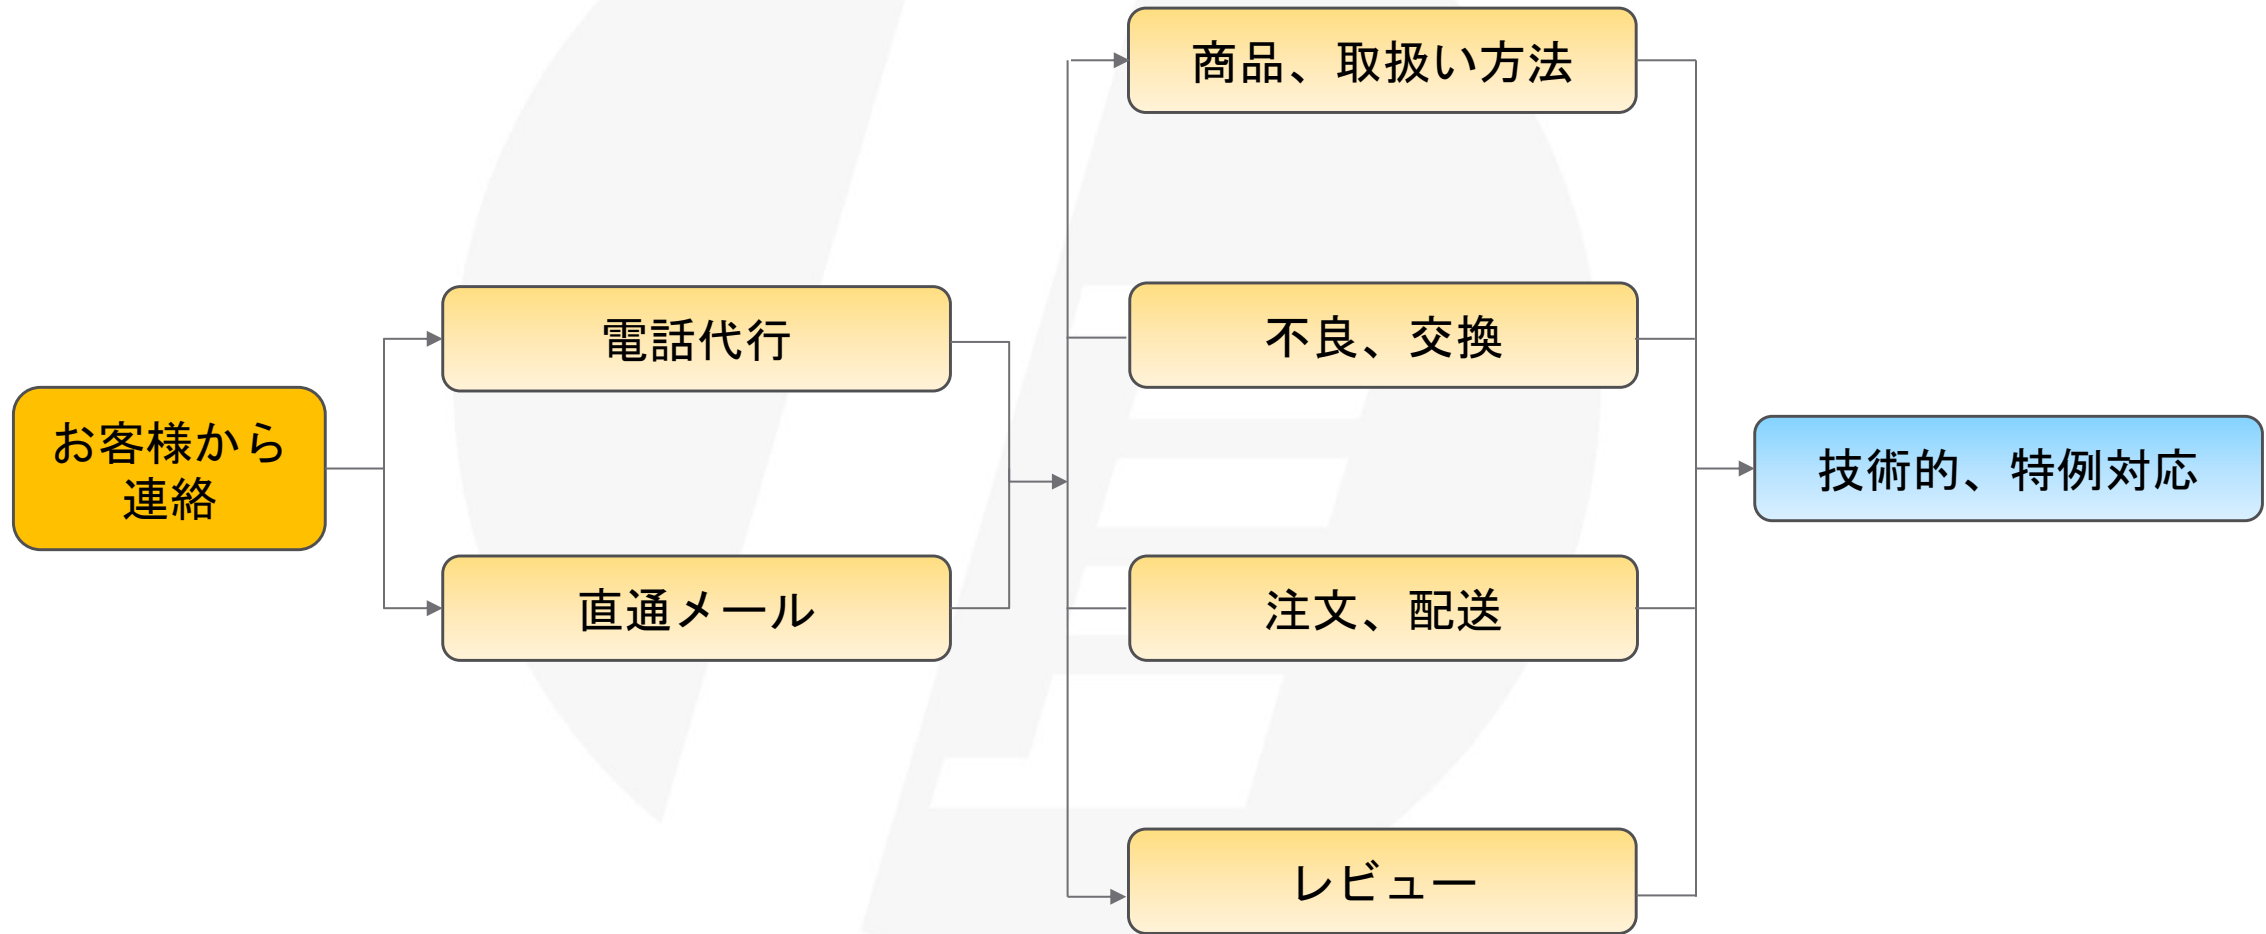 お客様から
連絡
電話代行
直通メール
商品、取扱い方法
不良、交換
注文、配送
レビュー
技術的、特例対応